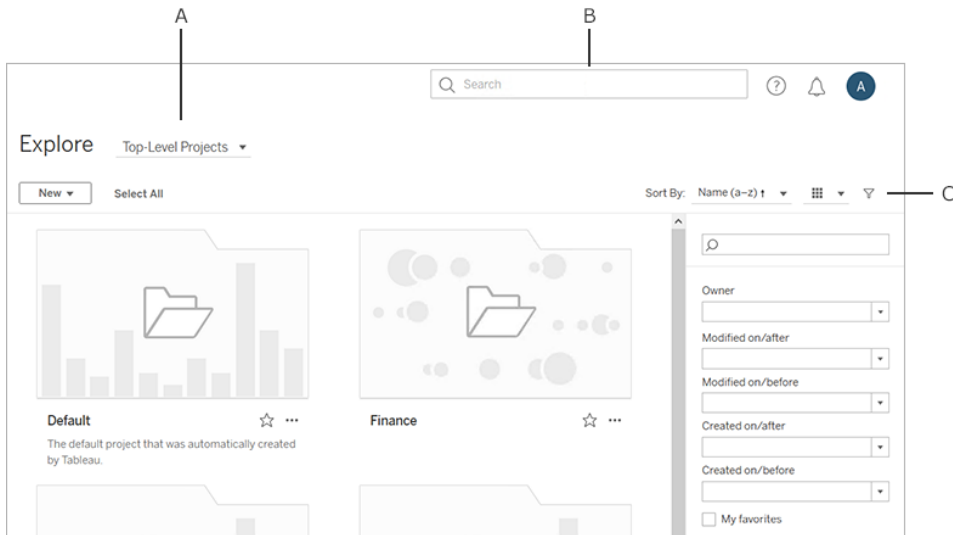 A
B
Search
A
Explore
Top-Level Projects
New
Select All
Sort By:
Name (a–z)
C
Owner
Modified on/after
Modified on/before
Created on/after
Created on/before
My favorites
Default
The default project that was automatically created
by Tableau.
Finance